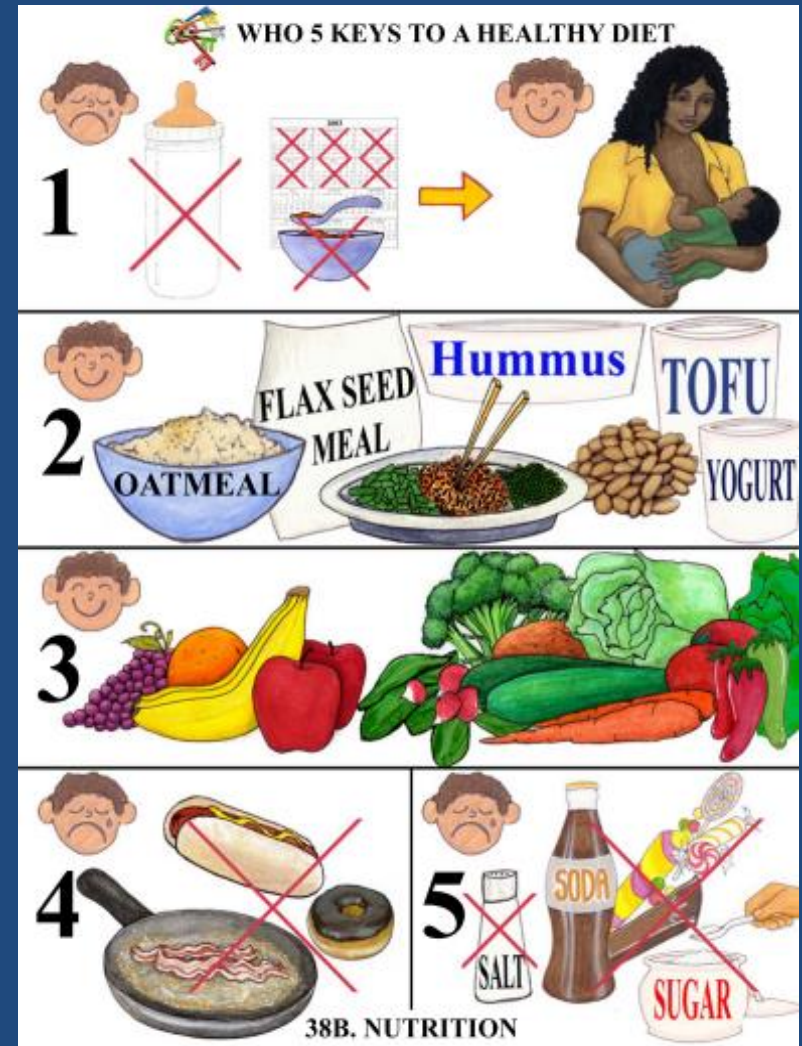 WHO 5 KEYS TO A HEALTHY DIET
1
2
OATMEAL
FLAX SEED
MEAL
Hummus
TOFU
YOGURT
3
4
5
SALT
SODA
SUGAR
38B. NUTRITION